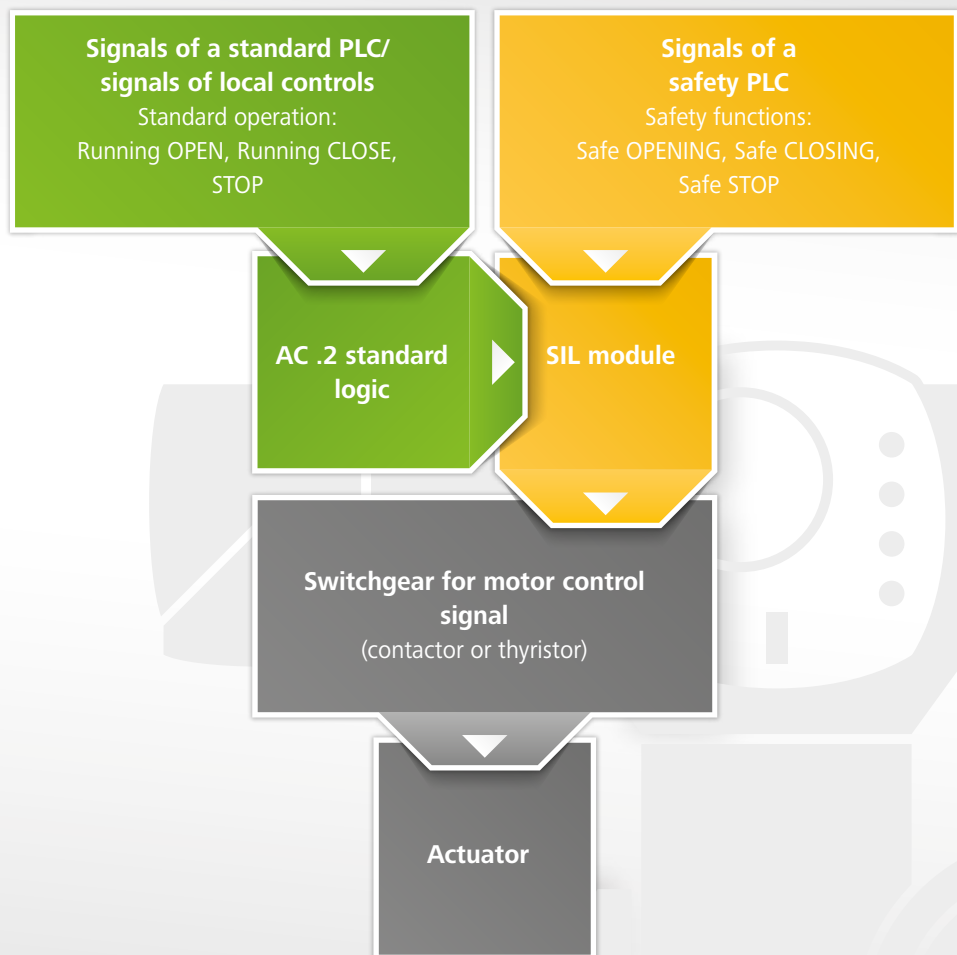 Signals of a standard PLC/
signals of local controls
Standard operation:
Running OPEN, Running CLOSE,
STOP
Signals of a
safety PLC
Safety functions:
Safe OPENING, Safe CLOSING,
Safe STOP
AC .2 standard
logic
SIL module
Switchgear for motor control
signal
(contactor or thyristor)
Actuator